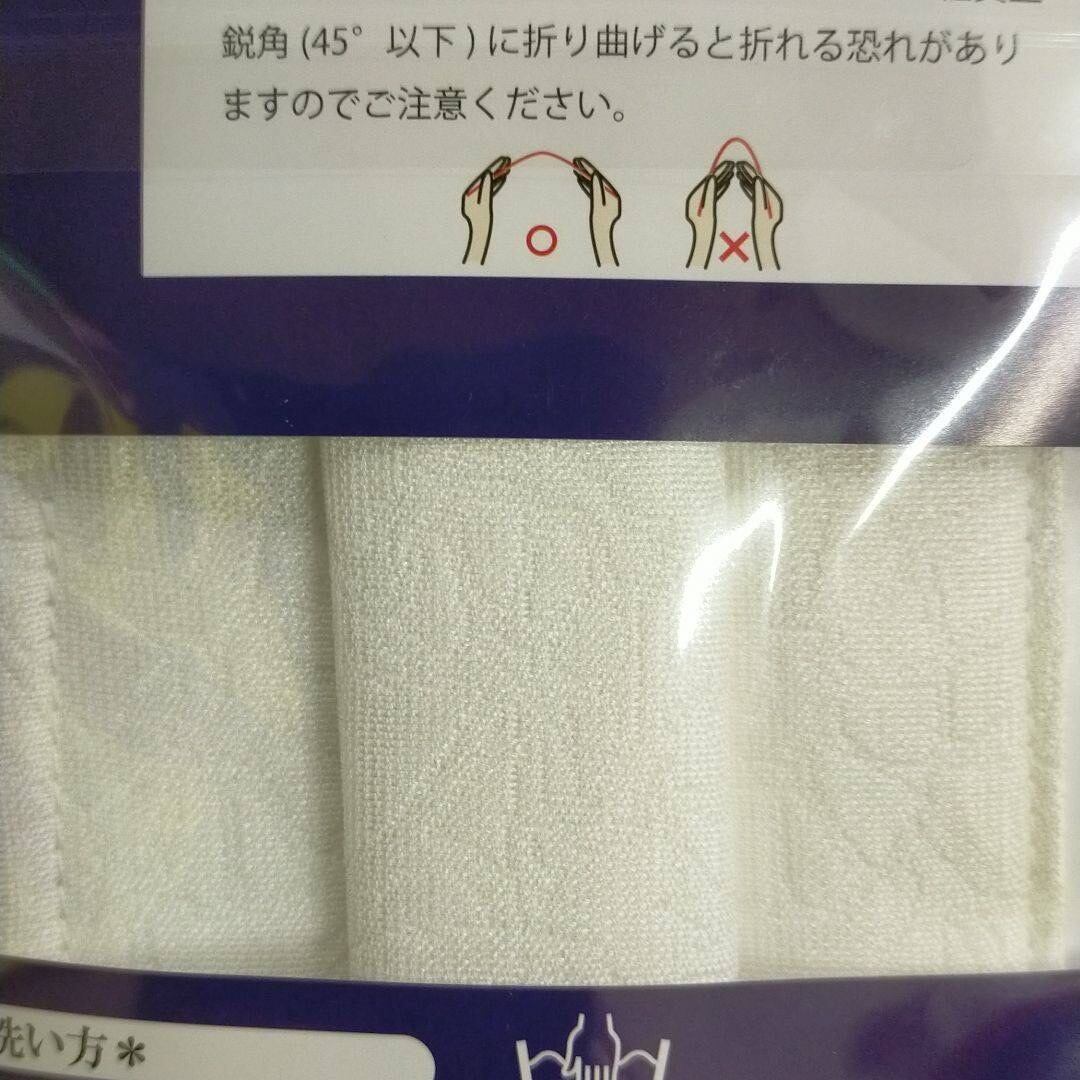 鋭角(45°以下)に折り曲げると折れる恐れがあり
ますのでご注意ください。
洗い方*